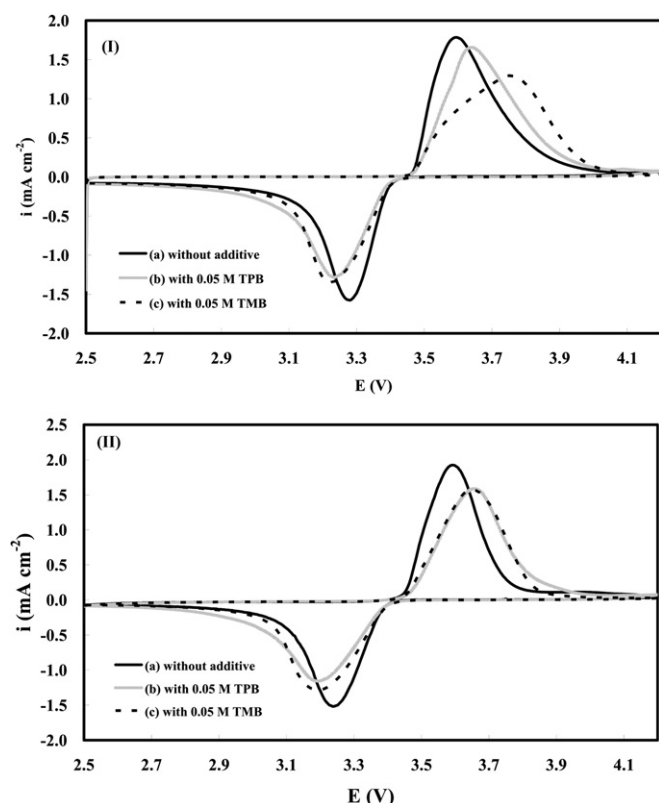 (I)
2.0
1.5
1.0
0.5
0.0
-0.5
-1.0
-1.5
-2.0
i (mA cm⁻²)
(a) without additive
(b) with 0.05 M TPB
(c) with 0.05 M TMB
2.5 2.7 2.9 3.1 3.3 3.5 3.7 3.9 4.1
E (V)
(II)
2.5
2.0
1.5
1.0
0.5
0.0
-0.5
-1.0
-1.5
-2.0
i (mA cm⁻²)
(a) without additive
(b) with 0.05 M TPB
(c) with 0.05 M TMB
2.5 2.7 2.9 3.1 3.3 3.5 3.7 3.9 4.1
E (V)